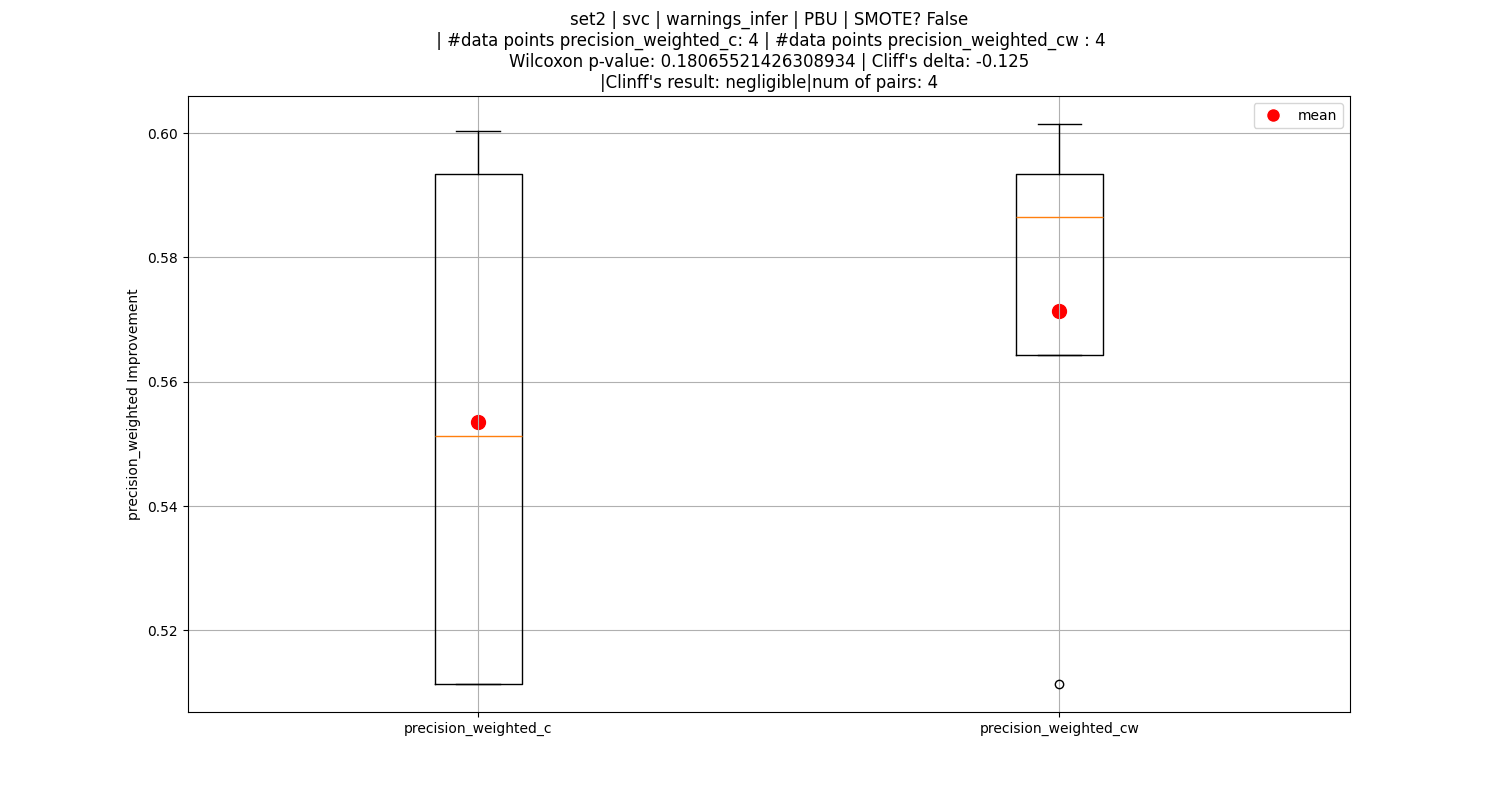 set2 | svc | warnings_infer | PBU | SMOTE? False
| #data points precision_weighted_c: 4 | #data points precision_weighted_cw : 4
Wilcoxon p-value: 0.18065521426308934 | Cliff's delta: -0.125
|Clinff's result: negligible|num of pairs: 4
mean
0.60
0.58
0.56
0.54
0.52
precision_weighted Improvement
precision_weighted_c
precision_weighted_cw